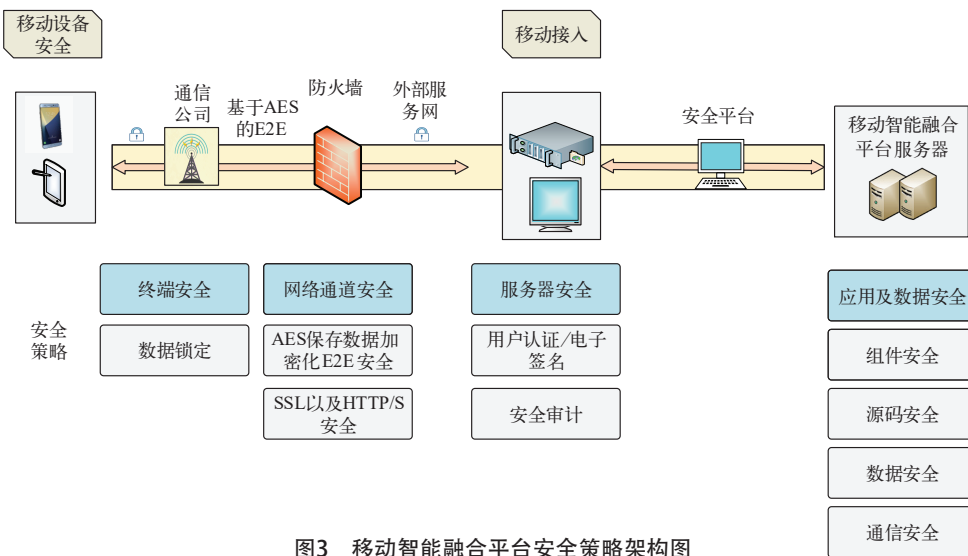 移动设备
安全
移动接入
通信
公司
基于AES
的E2E
防火墙
外部服
务网
安全平台
移动智能融合
平台服务器
安全
策略
终端安全
数据锁定
网络通道安全
AES保存数据加
密化E2E安全
SSL以及HTTP/S
安全
服务器安全
用户认证/电子
签名
安全审计
应用及数据安全
组件安全
源码安全
数据安全
通信安全
图3 移动智能融合平台安全策略架构图